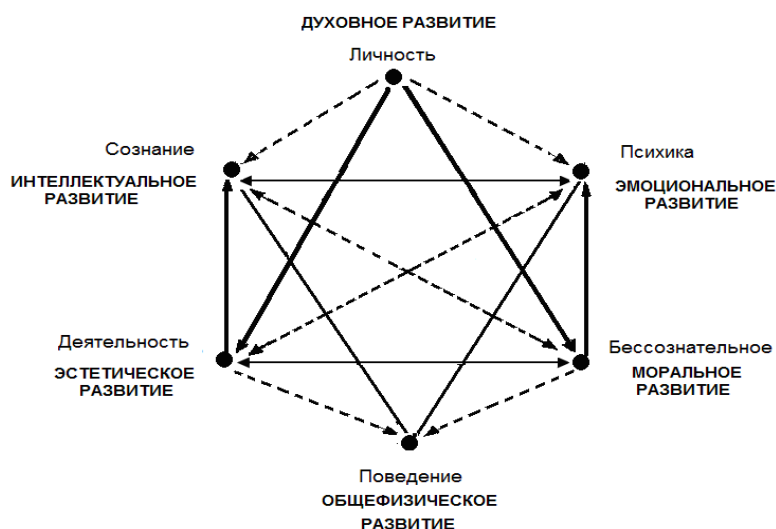 ДУХОВНОЕ РАЗВИТИЕ
Личность
Сознание
ИНТЕЛЛЕКТУАЛЬНОЕ
РАЗВИТИЕ
Психика
ЭМОЦИОНАЛЬНОЕ
РАЗВИТИЕ
Деятельность
ЭСТЕТИЧЕСКОЕ
РАЗВИТИЕ
Бессознательное
МОРАЛЬНОЕ
РАЗВИТИЕ
Поведение
ОБЩЕФИЗИЧЕСКОЕ
РАЗВИТИЕ